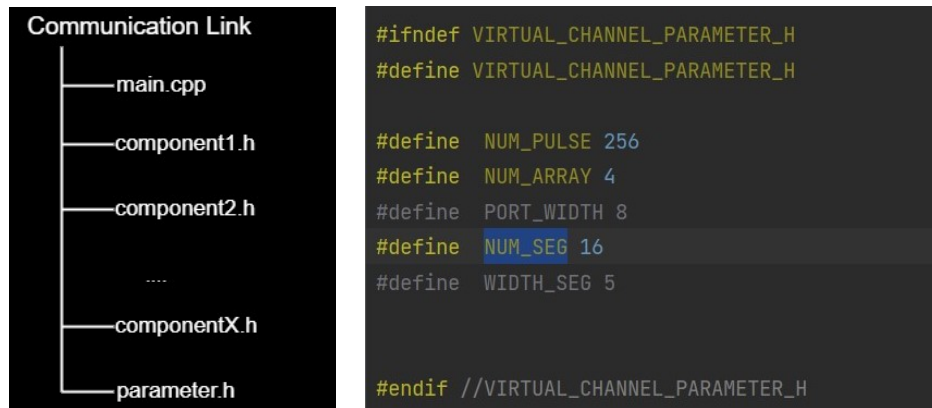 Communication Link
main.cpp
component1.h
component2.h
....
componentX.h
parameter.h
#ifndef VIRTUAL_CHANNEL_PARAMETER_H
#define VIRTUAL_CHANNEL_PARAMETER_H
#define  NUM_PULSE 256
#define  NUM_ARRAY 4
#define  PORT_WIDTH 8
#define  NUM_SEG 16
#define  WIDTH_SEG 5
#endif //VIRTUAL_CHANNEL_PARAMETER_H